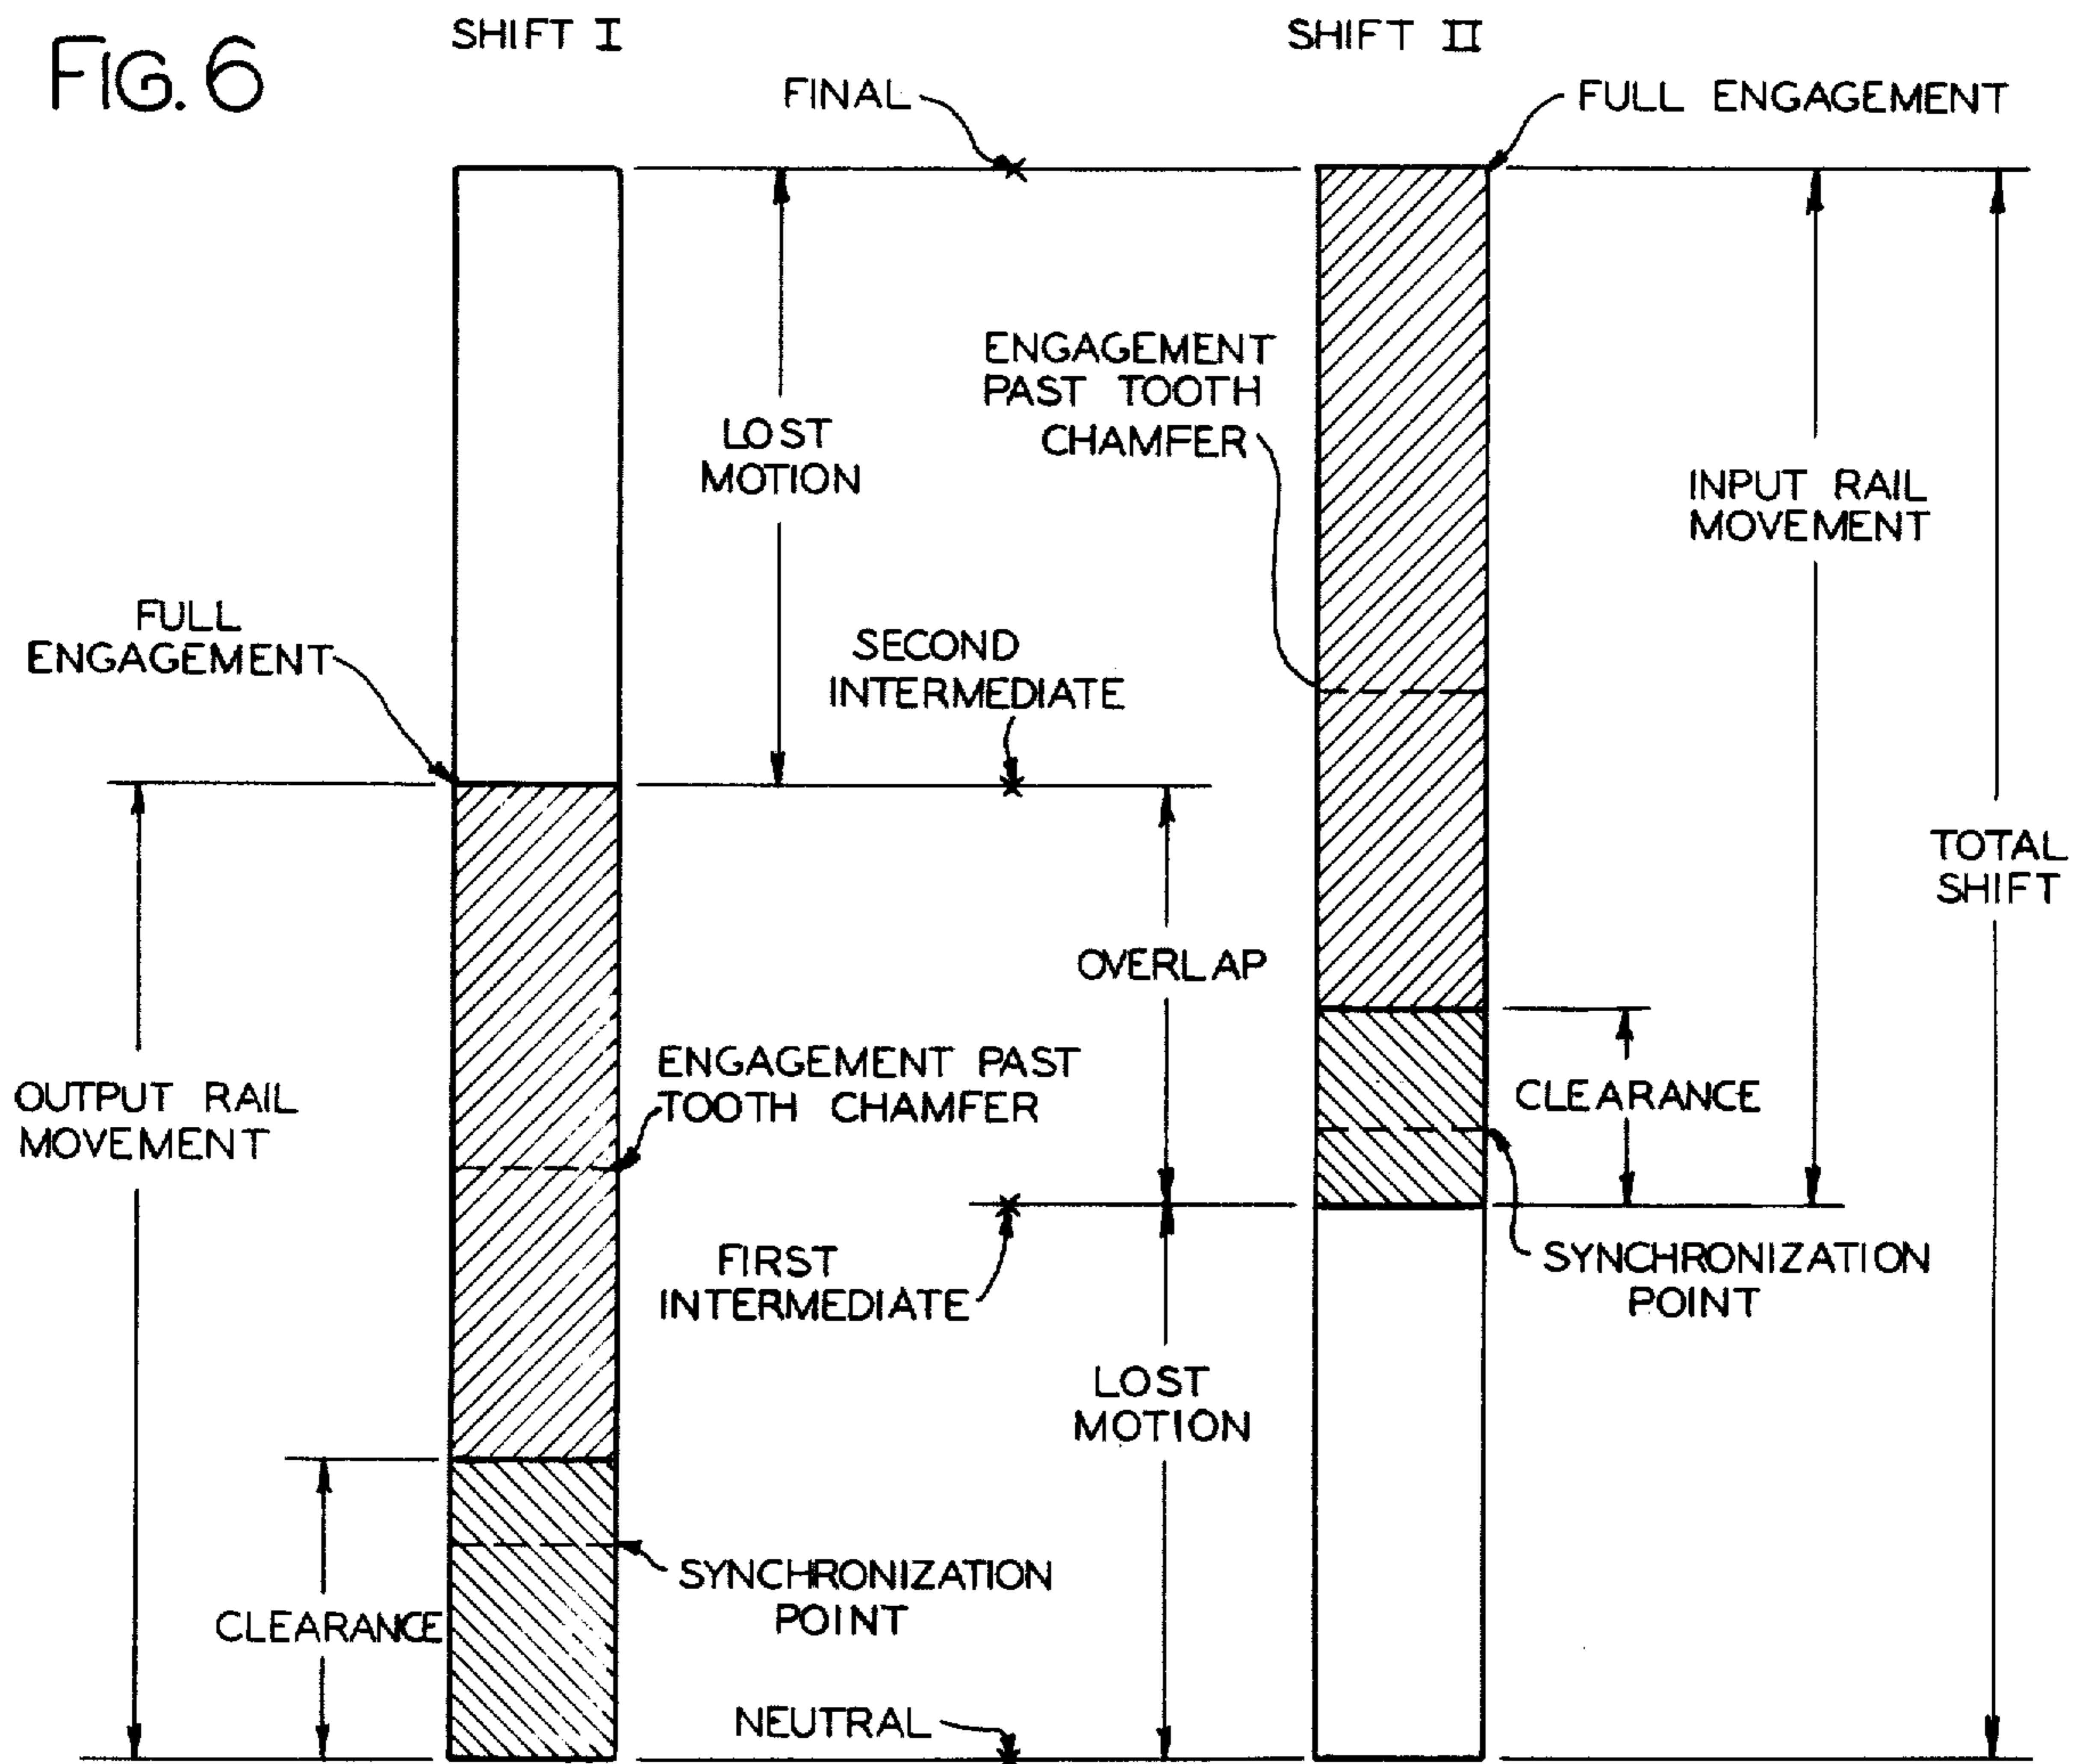 FIG. 6
SHIFT I
SHIFT II
FINAL
FULL ENGAGEMENT
ENGAGEMENT
PAST TOOTH
CHAMFER
LOST
MOTION
INPUT RAIL
MOVEMENT
FULL
ENGAGEMENT
SECOND
INTERMEDIATE
TOTAL
SHIFT
OVERLAP
ENGAGEMENT PAST
TOOTH CHAMFER
OUTPUT RAIL
MOVEMENT
CLEARANCE
FIRST
INTERMEDIATE
SYNCHRONIZATION
POINT
LOST
MOTION
SYNCHRONIZATION
POINT
CLEARANCE
NEUTRAL